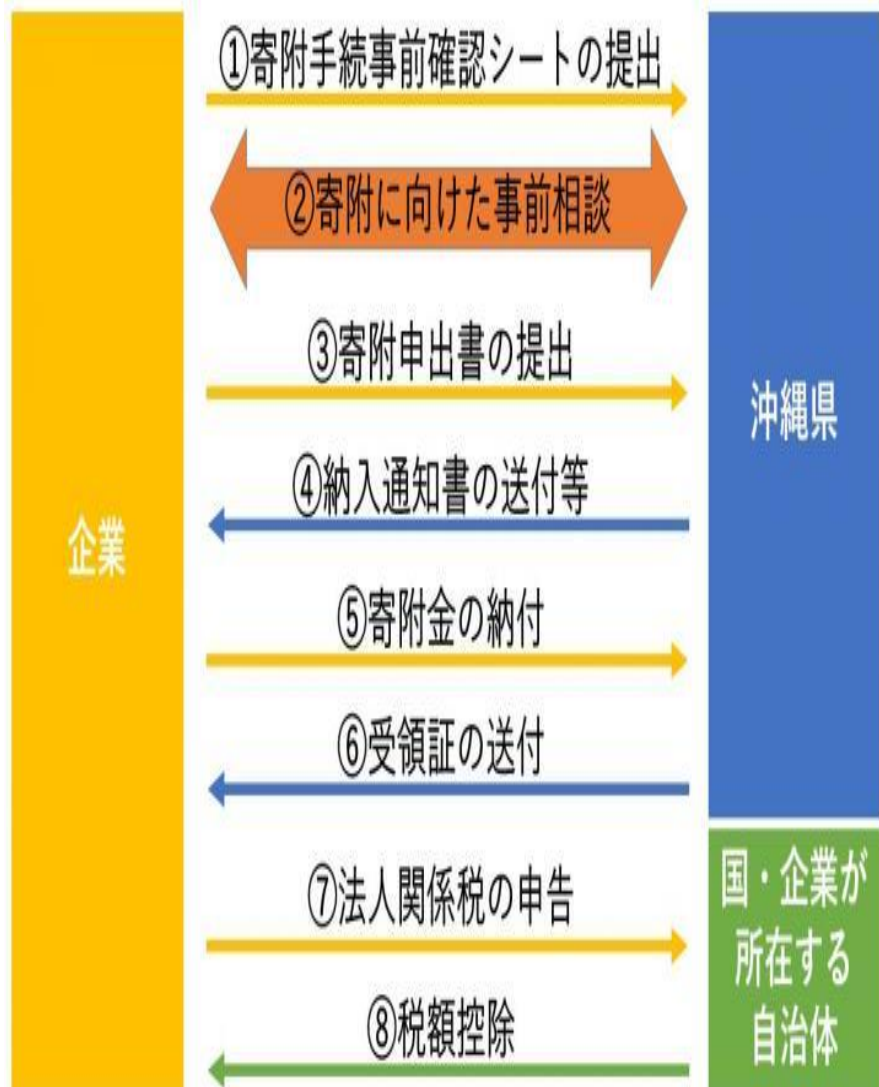 ①寄附手続事前確認シートの提出
②寄附に向けた事前相談
③寄附申出書の提出
④納入通知書の送付等
⑤寄附金の納付
⑥受領証の送付
⑦法人関係税の申告
⑧税額控除
企業
沖縄県
国・企業が
所在する
自治体